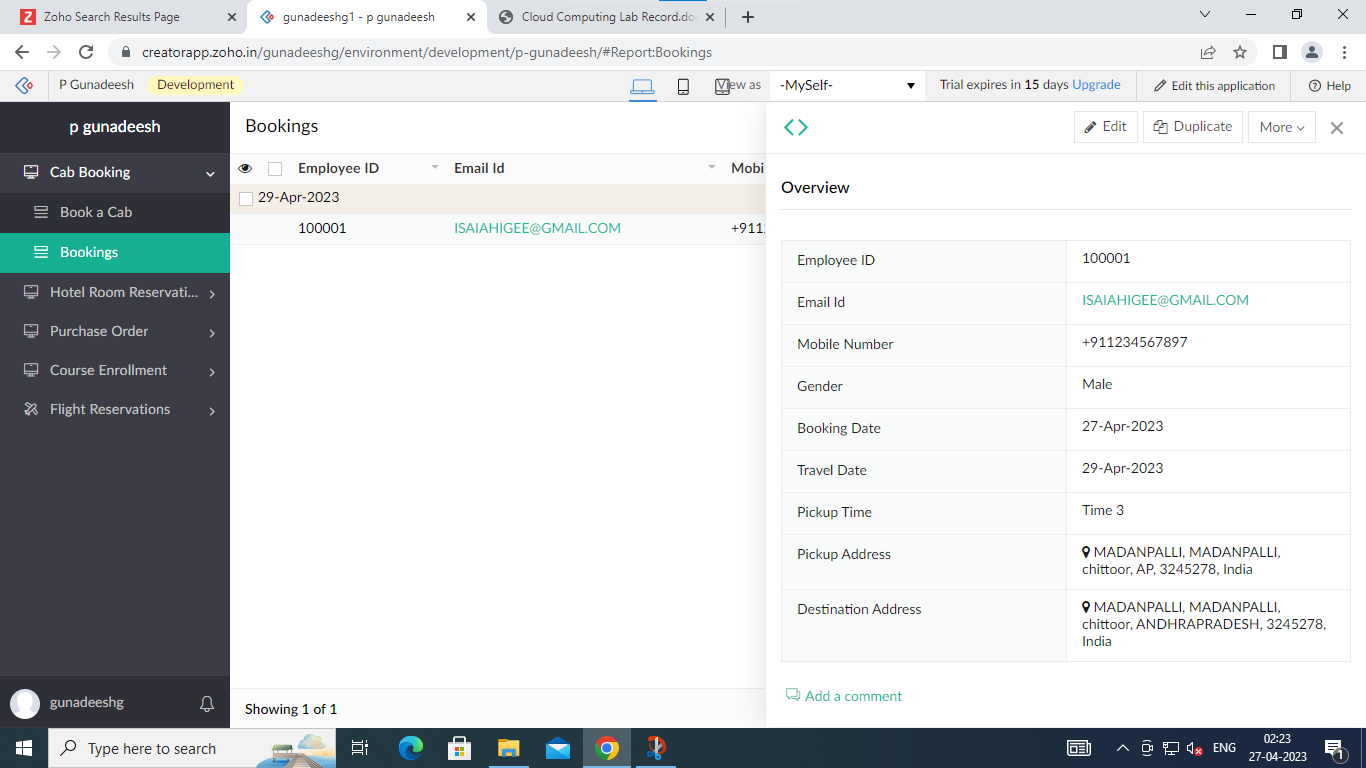 Zoho Search Results Page
gunadeeshg1 - p gunadeesh
Cloud Computing Lab Record.do
creatorapp.zoho.in/gunadeeshg/environment/development/p-gunadeesh/#Report:Bookings
P Gunadeesh
Development
View as
-MySelf-
Trial expires in 15 days Upgrade
Edit this application
Help
p gunadeesh
Cab Booking
Book a Cab
Bookings
Hotel Room Reservati...
Purchase Order
Course Enrollment
Flight Reservations
gunadeeshg
Bookings
Employee ID
Email Id
Mobi
29-Apr-2023
100001
ISAIAHIGEE@GMAIL.COM
+911
Showing 1 of 1
Edit
Duplicate
More
Overview
Employee ID 100001
Email Id ISAIAHIGEE@GMAIL.COM
Mobile Number +911234567897
Gender Male
Booking Date 27-Apr-2023
Travel Date 29-Apr-2023
Pickup Time Time 3
Pickup Address MADANPALLI, MADANPALLI,
chittoor, AP, 3245278, India
Destination Address MADANPALLI, MADANPALLI,
chittoor, ANDHRAPRADESH, 3245278,
India
Add a comment
Type here to search
ENG
02:23
27-04-2023
1